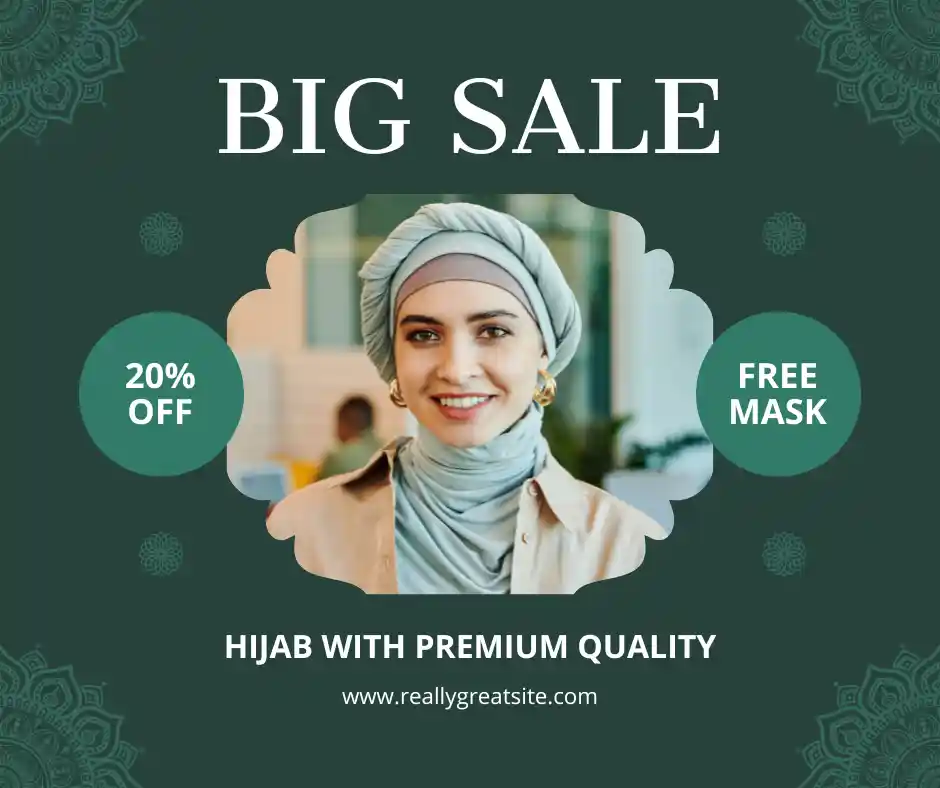 BIG SALE
20%
OFF
FREE
MASK
HIJAB WITH PREMIUM QUALITY
www.reallygreatsite.com